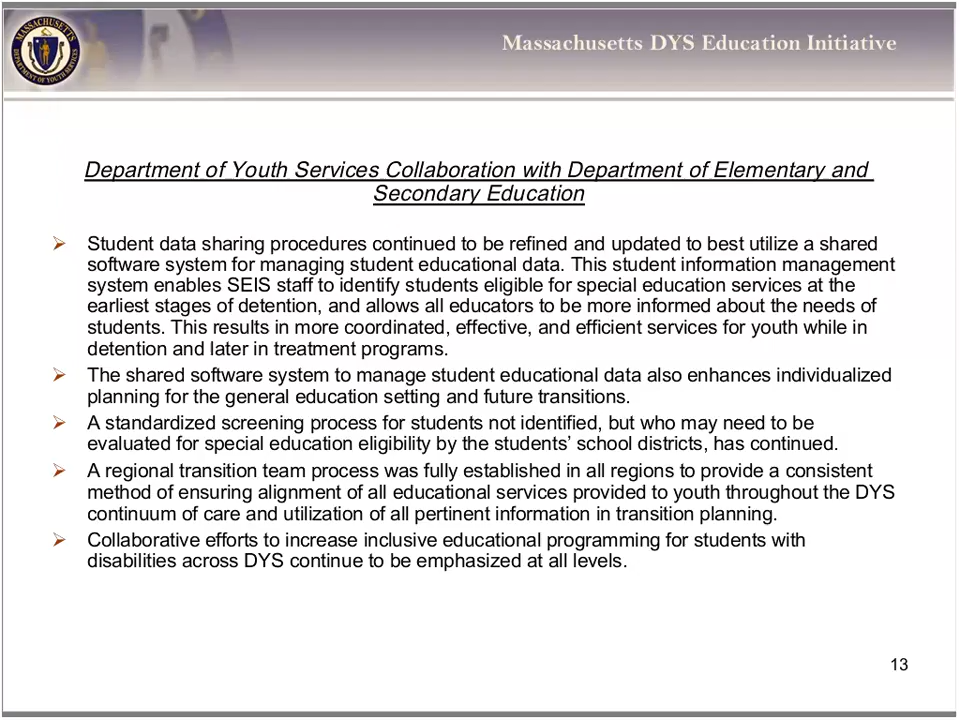 MASSACHUSETTS
DEPARTMENT OF YOUTH SERVICES
Massachusetts DYS Education Initiative
Department of Youth Services Collaboration with Department of Elementary and
Secondary Education
Student data sharing procedures continued to be refined and updated to best utilize a shared
software system for managing student educational data. This student information management
system enables SEIS staff to identify students eligible for special education services at the
earliest stages of detention, and allows all educators to be more informed about the needs of
students. This results in more coordinated, effective, and efficient services for youth while in
detention and later in treatment programs.
The shared software system to manage student educational data also enhances individualized
planning for the general education setting and future transitions.
A standardized screening process for students not identified, but who may need to be
evaluated for special education eligibility by the students’ school districts, has continued.
A regional transition team process was fully established in all regions to provide a consistent
method of ensuring alignment of all educational services provided to youth throughout the DYS
continuum of care and utilization of all pertinent information in transition planning.
Collaborative efforts to increase inclusive educational programming for students with
disabilities across DYS continue to be emphasized at all levels.
13